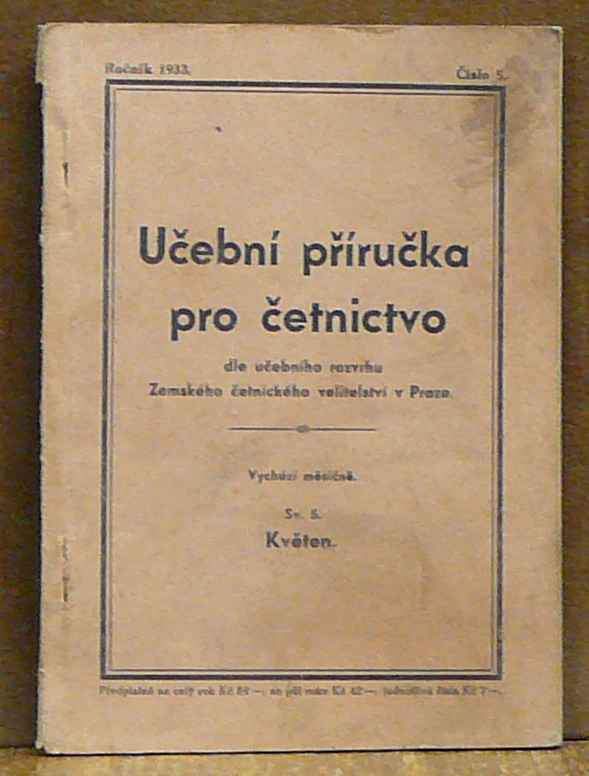 Ročník 1933.
Číslo 5.
Učební příručka
pro četnictvo
dle učebního rozvrhu
Zemského četnického velitelství v Praze.
Vychází měsíčně.
Sv. 5.
Květen.
Předplatné na celý rok Kč 84 —, na půl roku Kč 42 —, jednotlivá čísla Kč 7 —.